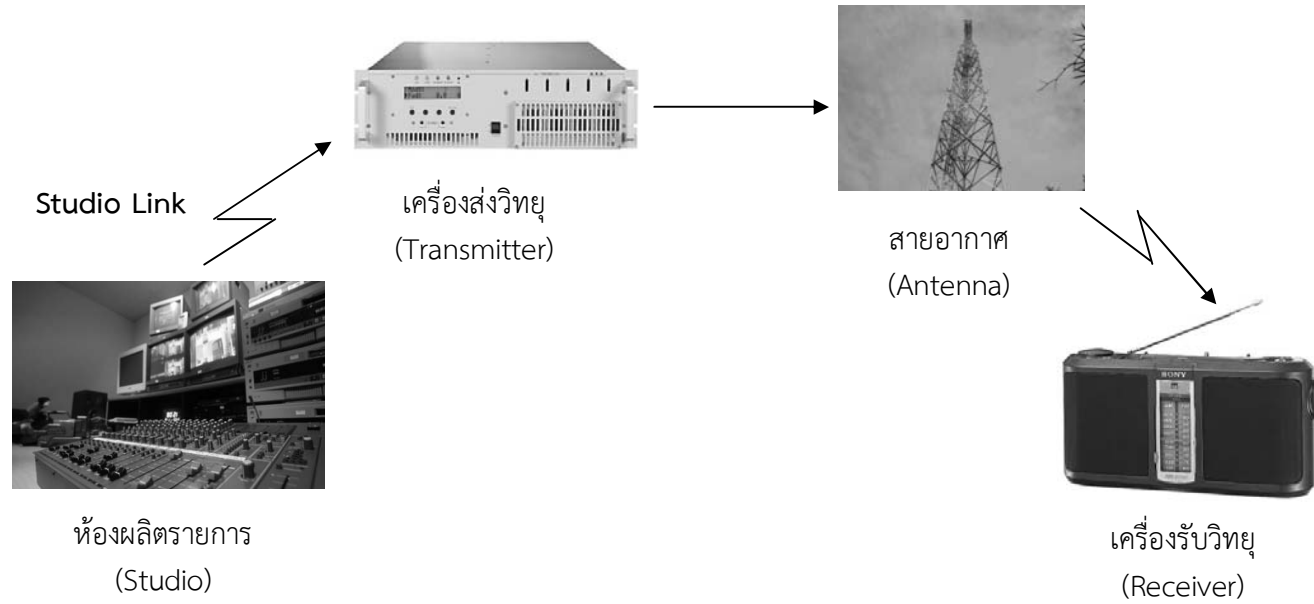 Studio Link
เครื่องส่งวิทยุ
(Transmitter)
สายอากาศ
(Antenna)
SONY
ห้องผลิตรายการ
(Studio)
เครื่องรับวิทยุ
(Receiver)